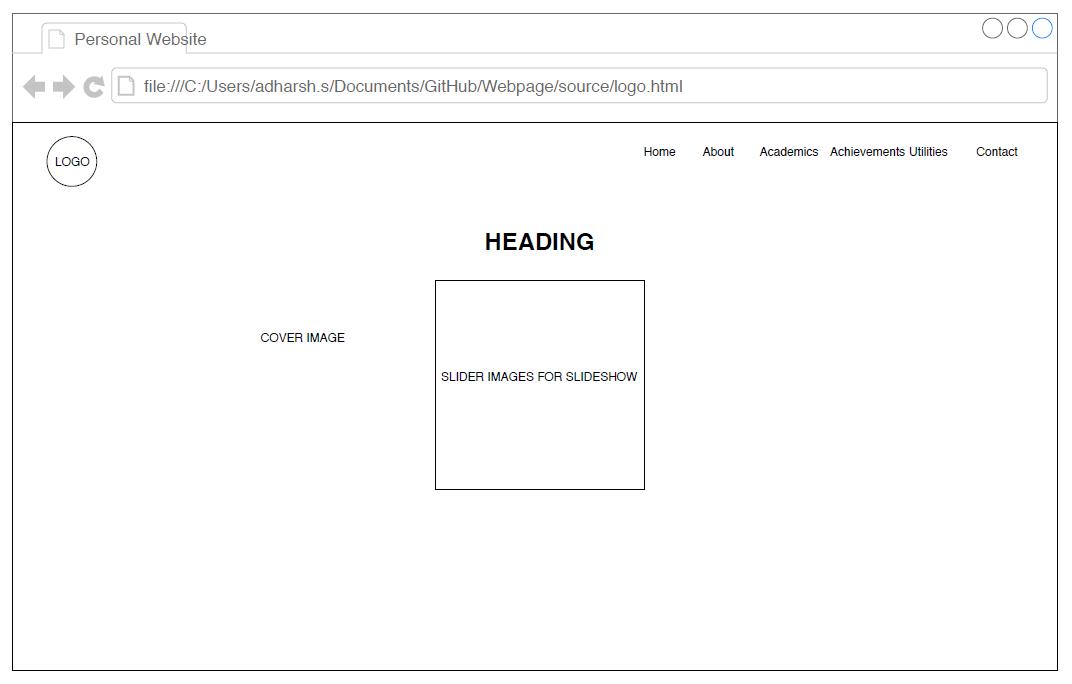 Personal Website
file:///C:/Users/adharsh.s/Documents/GitHub/Webpage/source/logo.html
LOGO
Home About Academics Achievements Utilities Contact
HEADING
COVER IMAGE
SLIDER IMAGES FOR SLIDESHOW